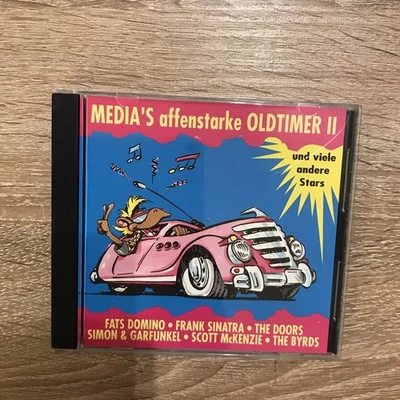 MEDIA'S affenstarke OLDTIMER II
und viele
andere
Stars
FATS DOMINO • FRANK SINATRA • THE DOORS
SIMON & GARFUNKEL • SCOTT McKENZIE • THE BYRDS